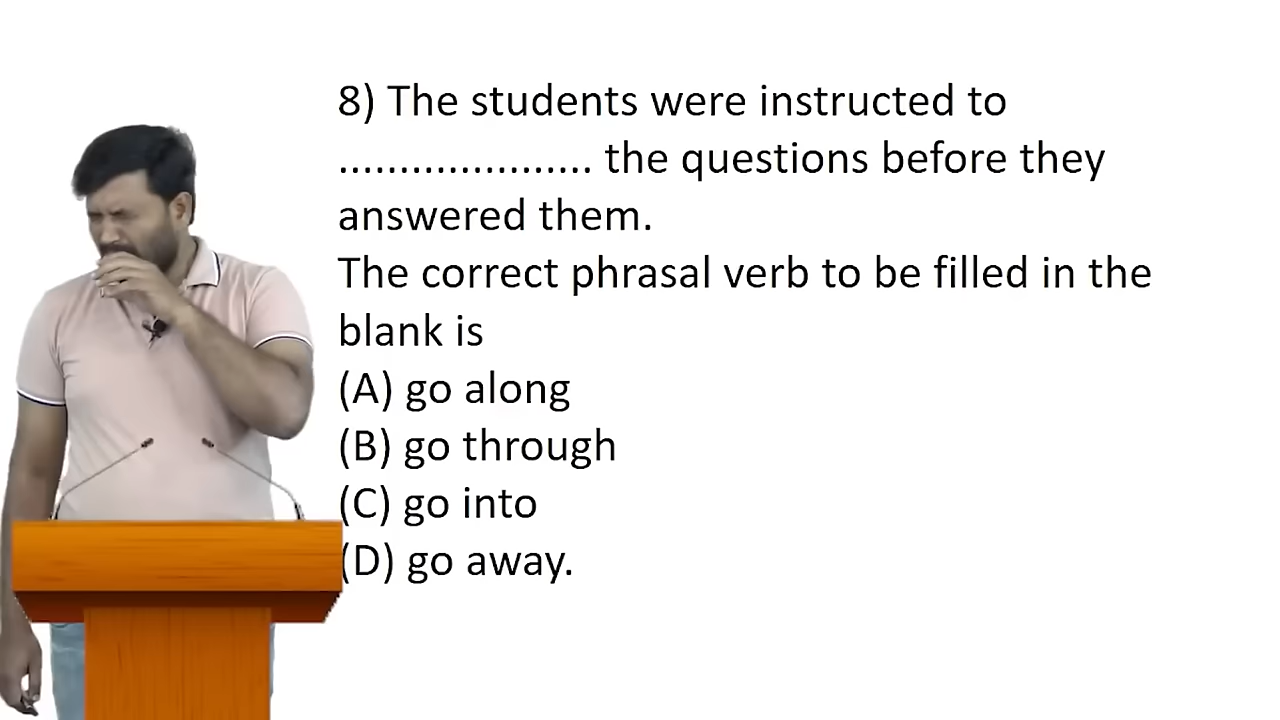 8) The students were instructed to
..................... the questions before they
answered them.
The correct phrasal verb to be filled in the
blank is
(A) go along
(B) go through
(C) go into
(D) go away.